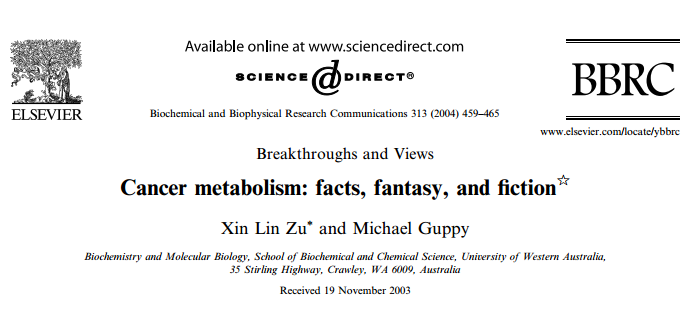 Available online at www.sciencedirect.com
SCIENCE @ DIRECT®
ELSEVIER
BBRC
Biochemical and Biophysical Research Communications 313 (2004) 459–465
www.elsevier.com/locate/ybbrc
Breakthroughs and Views
Cancer metabolism: facts, fantasy, and fiction☆
Xin Lin Zu* and Michael Guppy
Biochemistry and Molecular Biology, School of Biochemical and Chemical Science, University of Western Australia,
35 Stirling Highway, Crawley, WA 6009, Australia
Received 19 November 2003